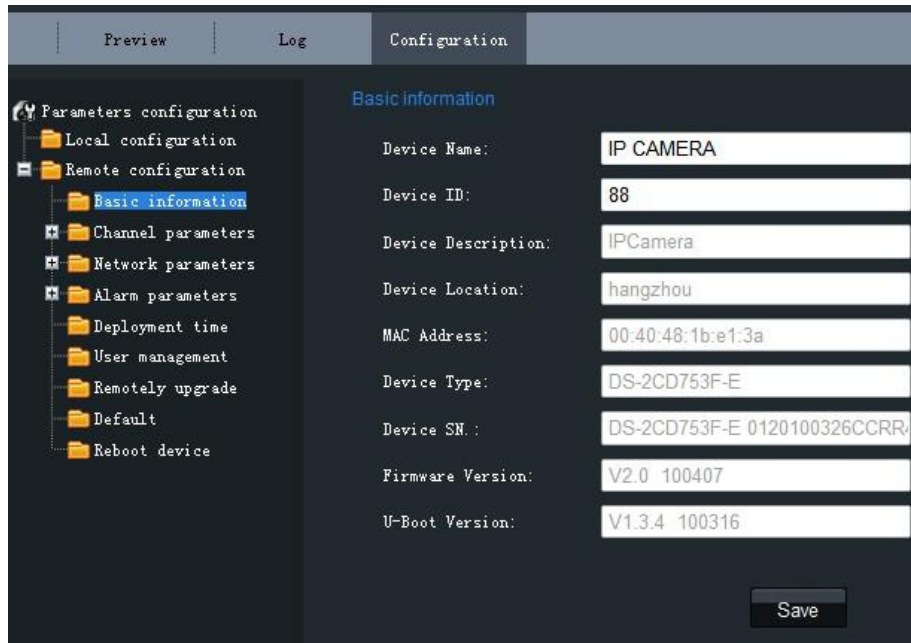 Preview Log Configuration
Parameters configuration
Local configuration
Remote configuration
Basic information
Channel parameters
Network parameters
Alarm parameters
Deployment time
User management
Remotely upgrade
Default
Reboot device
Basic information
Device Name: IP CAMERA
Device ID: 88
Device Description: IPCamera
Device Location: hangzhou
MAC Address: 00:40:48:1b:e1:3a
Device Type: DS-2CD753F-E
Device SN.: DS-2CD753F-E 0120100326CCRR
Firmware Version: V2.0 100407
U-Boot Version: V1.3.4 100316
Save